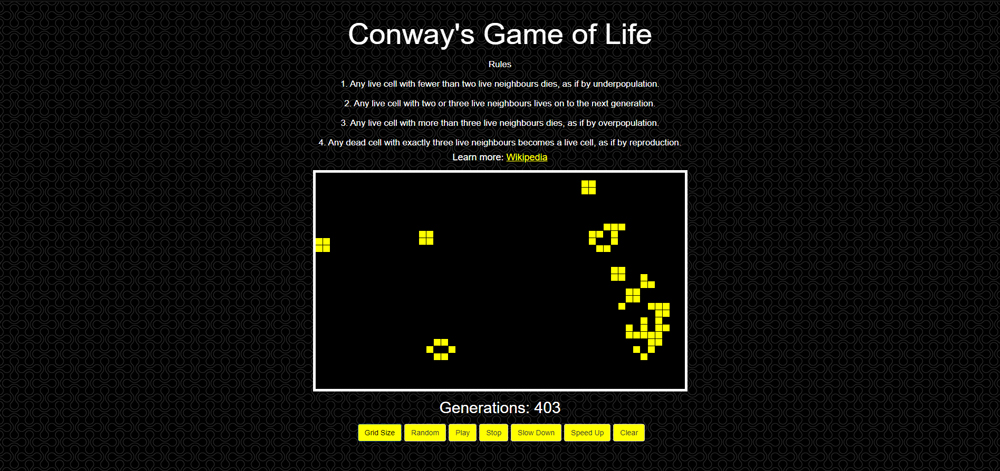 Conway's Game of Life
Rules
1. Any live cell with fewer than two live neighbours dies, as if by underpopulation.
2. Any live cell with two or three live neighbours lives on to the next generation.
3. Any live cell with more than three live neighbours dies, as if by overpopulation.
4. Any dead cell with exactly three live neighbours becomes a live cell, as if by reproduction.
Learn more: Wikipedia
Generations: 403
Grid Size Random Play Stop Slow Down Speed Up Clear